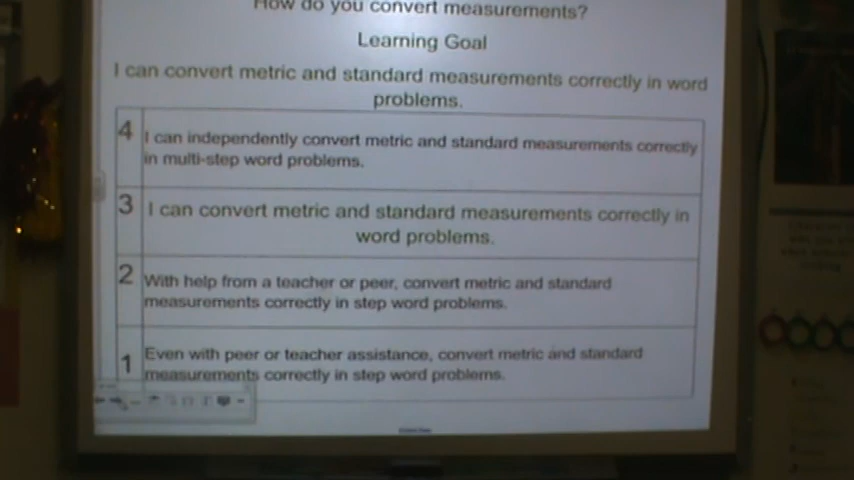 How do you convert measurements?
Learning Goal
I can convert metric and standard measurements correctly in word
problems.
4
I can independently convert metric and standard measurements correctly
in multi-step word problems.
3
I can convert metric and standard measurements correctly in
word problems.
2
With help from a teacher or peer, convert metric and standard
measurements correctly in step word problems.
1
Even with peer or teacher assistance, convert metric and standard
measurements correctly in step word problems.